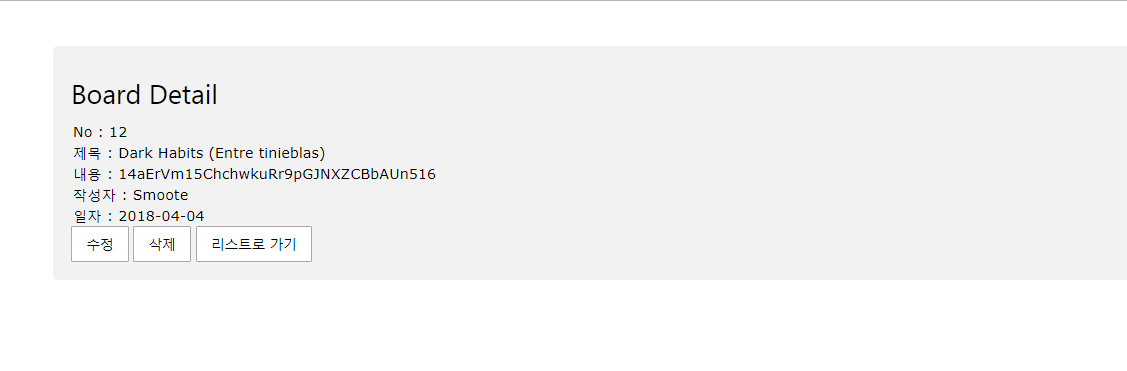 Board Detail
No : 12
제목 : Dark Habits (Entre tinieblas)
내용 : 14aErVm15ChchwkuRr9pGJNXZCBbAUn516
작성자 : Smoote
일자 : 2018-04-04
수정 삭제 리스트로 가기